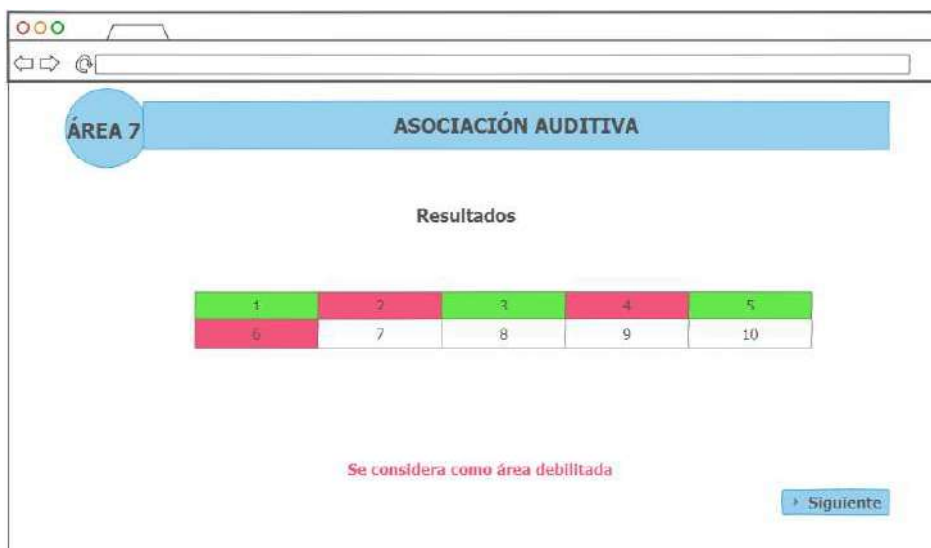 ÁREA 7
ASOCIACIÓN AUDITIVA
Resultados
1 2 3 4 5
6 7 8 9 10
Se considera como área debilitada
Siguiente